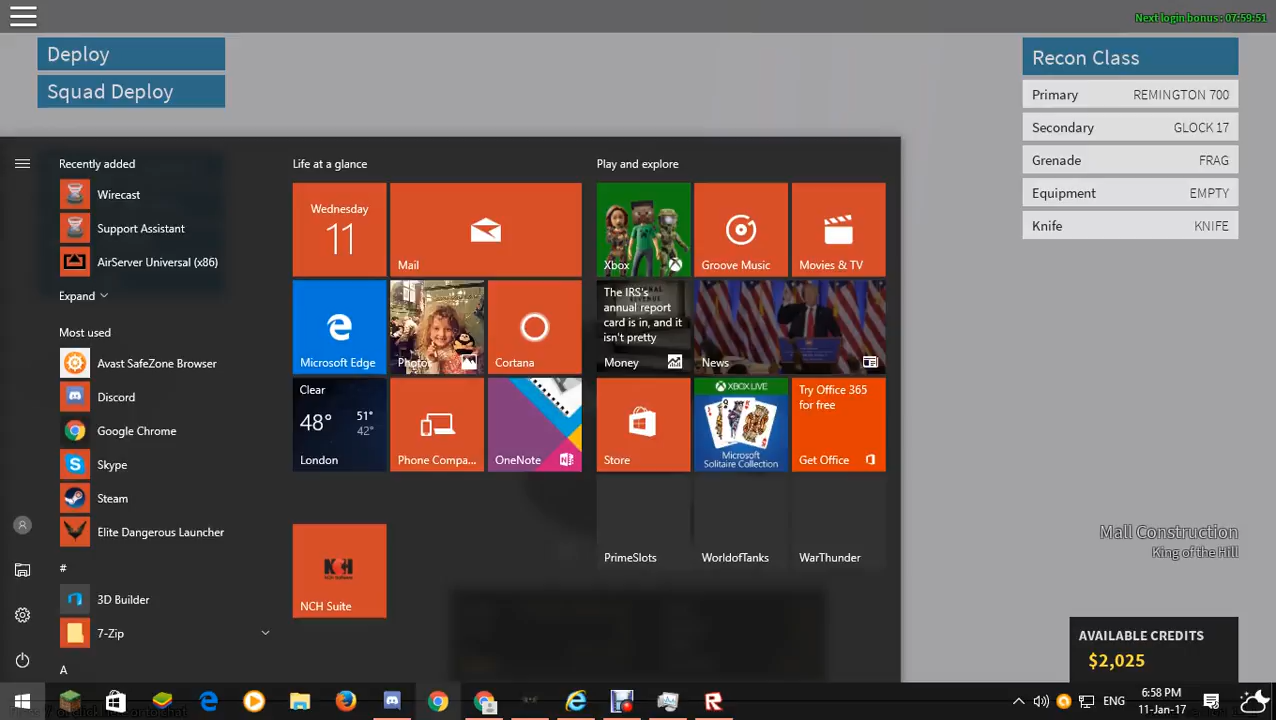 Next login bonus : 07:59:51
Deploy
Squad Deploy
Recon Class
Primary REMINGTON 700
Secondary GLOCK 17
Grenade FRAG
Equipment EMPTY
Knife KNIFE
Recently added
Wirecast
Support Assistant
AirServer Universal (x86)
Expand
Most used
Avast SafeZone Browser
Discord
Google Chrome
Skype
Steam
Elite Dangerous Launcher
#
3D Builder
7-Zip
A
Life at a glance
Wednesday
11
Mail
Microsoft Edge
Photos
Cortana
Clear
48° 51°
42°
London
Phone Compa...
OneNote
NCH
NCH Suite
Play and explore
Xbox
Groove Music
Movies & TV
The IRS's
annual report
card is in, and it
isn't pretty
Money
News
Store
XBOX LIVE
Microsoft
Solitaire Collection
Try Office 365
for free
Get Office
PrimeSlots
WorldofTanks
WarThunder
Mall Construction
King of the Hill
AVAILABLE CREDITS
$2,025
ENG
6:58 PM
11-Jan-17